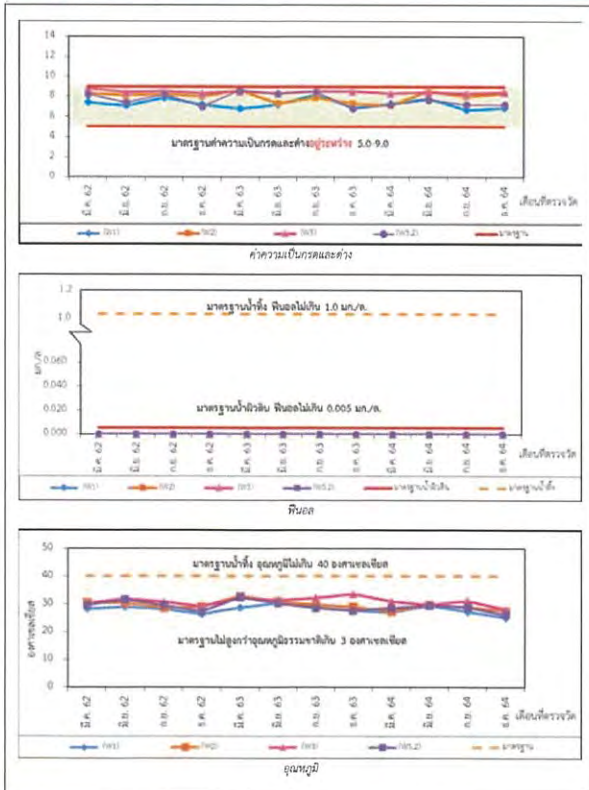 14
12
10
8
6
4
2
0
มาตรฐานค่าความเป็นกรดและด่างอยู่ระหว่าง 5.0-9.0
มี.ค. 62
มิ.ย. 62
ก.ย. 62
ธ.ค. 62
มี.ค. 63
มิ.ย. 63
ก.ย. 63
ธ.ค. 63
มี.ค. 64
มิ.ย. 64
ก.ย. 64
ธ.ค. 64
เดือนที่ตรวจวัด
(W1) (W2) (W3) (W5.2) มาตรฐาน
ค่าความเป็นกรดและด่าง
1.2
1.0
0.060
0.040
0.020
0.000
มก./ล
มาตรฐานน้ำทิ้ง ฟีนอลไม่เกิน 1.0 มก./ล.
มาตรฐานน้ำผิวดิน ฟีนอลไม่เกิน 0.005 มก./ล.
มี.ค. 62
มิ.ย. 62
ก.ย. 62
ธ.ค. 62
มี.ค. 63
มิ.ย. 63
ก.ย. 63
ธ.ค. 63
มี.ค. 64
มิ.ย. 64
ก.ย. 64
ธ.ค. 64
เดือนที่ตรวจวัด
(W1) (W2) (W3) (W5.2) มาตรฐานน้ำผิวดิน มาตรฐานน้ำทิ้ง
ฟีนอล
50
40
30
20
10
0
องศาเซลเซียส
มาตรฐานน้ำทิ้ง อุณหภูมิไม่เกิน 40 องศาเซลเซียส
มาตรฐานไม่สูงกว่าอุณหภูมิธรรมชาติเกิน 3 องศาเซลเซียส
มี.ค. 62
มิ.ย. 62
ก.ย. 62
ธ.ค. 62
มี.ค. 63
มิ.ย. 63
ก.ย. 63
ธ.ค. 63
มี.ค. 64
มิ.ย. 64
ก.ย. 64
ธ.ค. 64
เดือนที่ตรวจวัด
(W1) (W2) (W3) (W5.2) มาตรฐาน
อุณหภูมิ